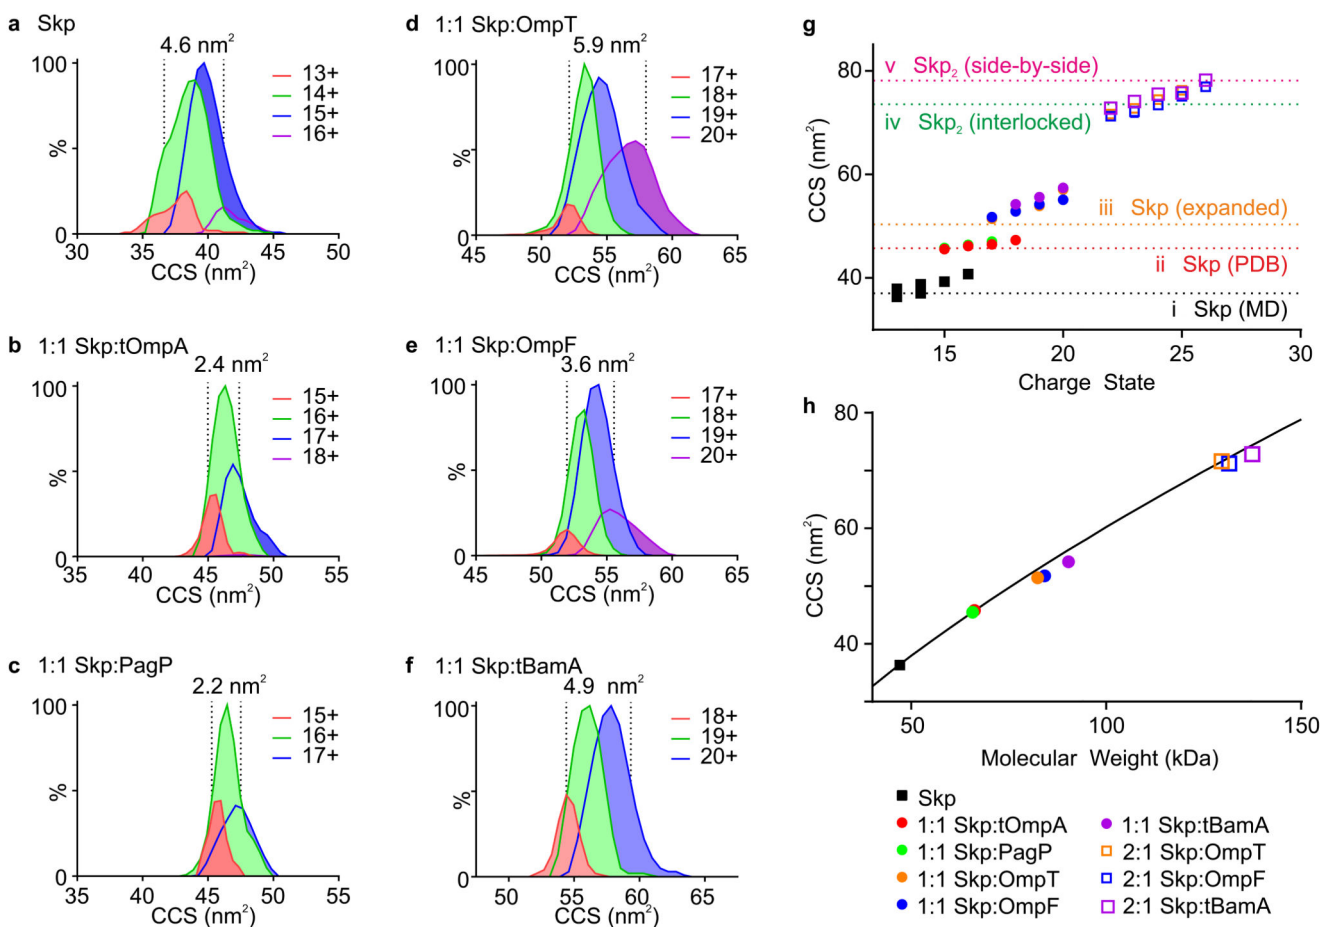 a Skp
4.6 nm²
100
%
0
30 35 40 45 50
CCS (nm²)
13+
14+
15+
16+
b 1:1 Skp:tOmpA
2.4 nm²
100
%
0
35 40 45 50 55
CCS (nm²)
15+
16+
17+
18+
c 1:1 Skp:PagP
2.2 nm²
100
%
0
35 40 45 50 55
CCS (nm²)
15+
16+
17+
d 1:1 Skp:OmpT
5.9 nm²
100
%
0
45 50 55 60 65
CCS (nm²)
17+
18+
19+
20+
e 1:1 Skp:OmpF
3.6 nm²
100
%
0
45 50 55 60 65
CCS (nm²)
17+
18+
19+
20+
f 1:1 Skp:tBamA
4.9 nm²
100
%
0
50 55 60 65
CCS (nm²)
18+
19+
20+
g
80
60
40
CCS (nm²)
v Skp₂ (side-by-side)
iv Skp₂ (interlocked)
iii Skp (expanded)
ii Skp (PDB)
i Skp (MD)
15 20 25 30
Charge State
h
80
60
40
CCS (nm²)
50 100 150
Molecular Weight (kDa)
Skp
1:1 Skp:tOmpA
1:1 Skp:PagP
1:1 Skp:OmpT
1:1 Skp:OmpF
1:1 Skp:tBamA
2:1 Skp:OmpT
2:1 Skp:OmpF
2:1 Skp:tBamA